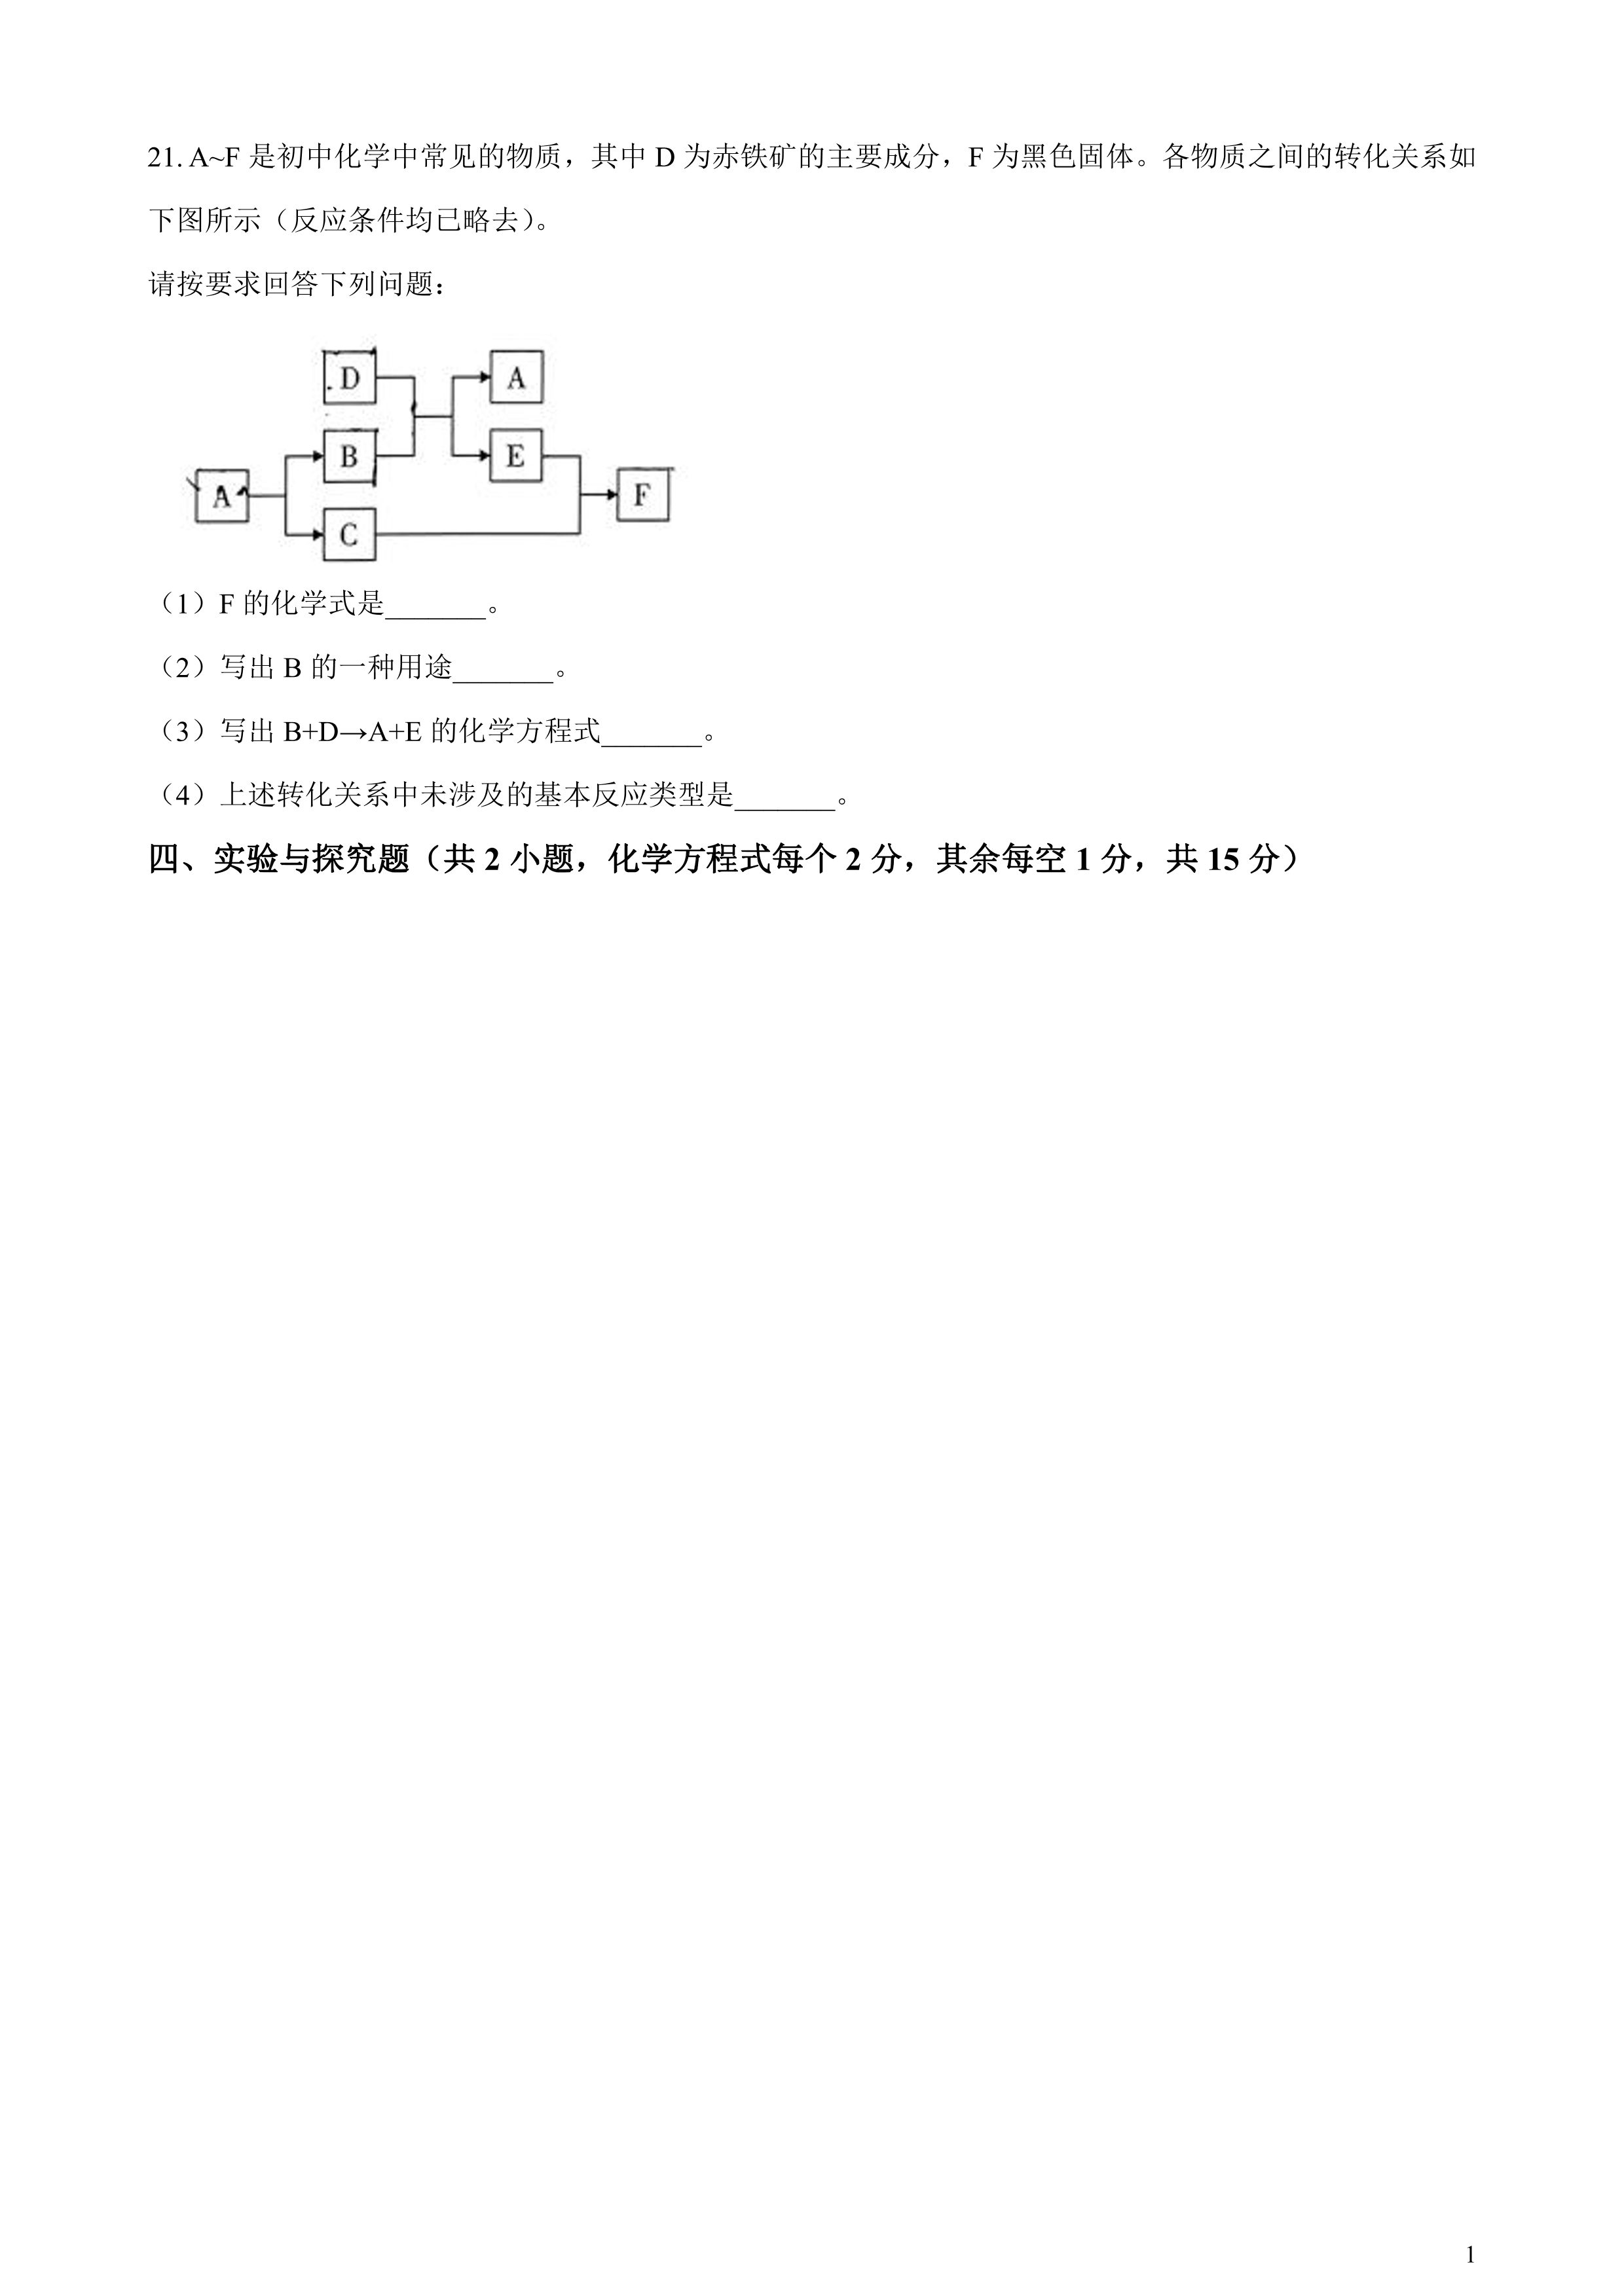 21. A~F 是初中化学中常见的物质，其中 D 为赤铁矿的主要成分，F 为黑色固体。各物质之间的转化关系如
下图所示（反应条件均已略去）。
请按要求回答下列问题：
D
A
B
E
A
F
C
（1）F 的化学式是_______。
（2）写出 B 的一种用途_______。
（3）写出 B+D→A+E 的化学方程式_______。
（4）上述转化关系中未涉及的基本反应类型是_______。
四、实验与探究题（共 2 小题，化学方程式每个 2 分，其余每空 1 分，共 15 分）
1